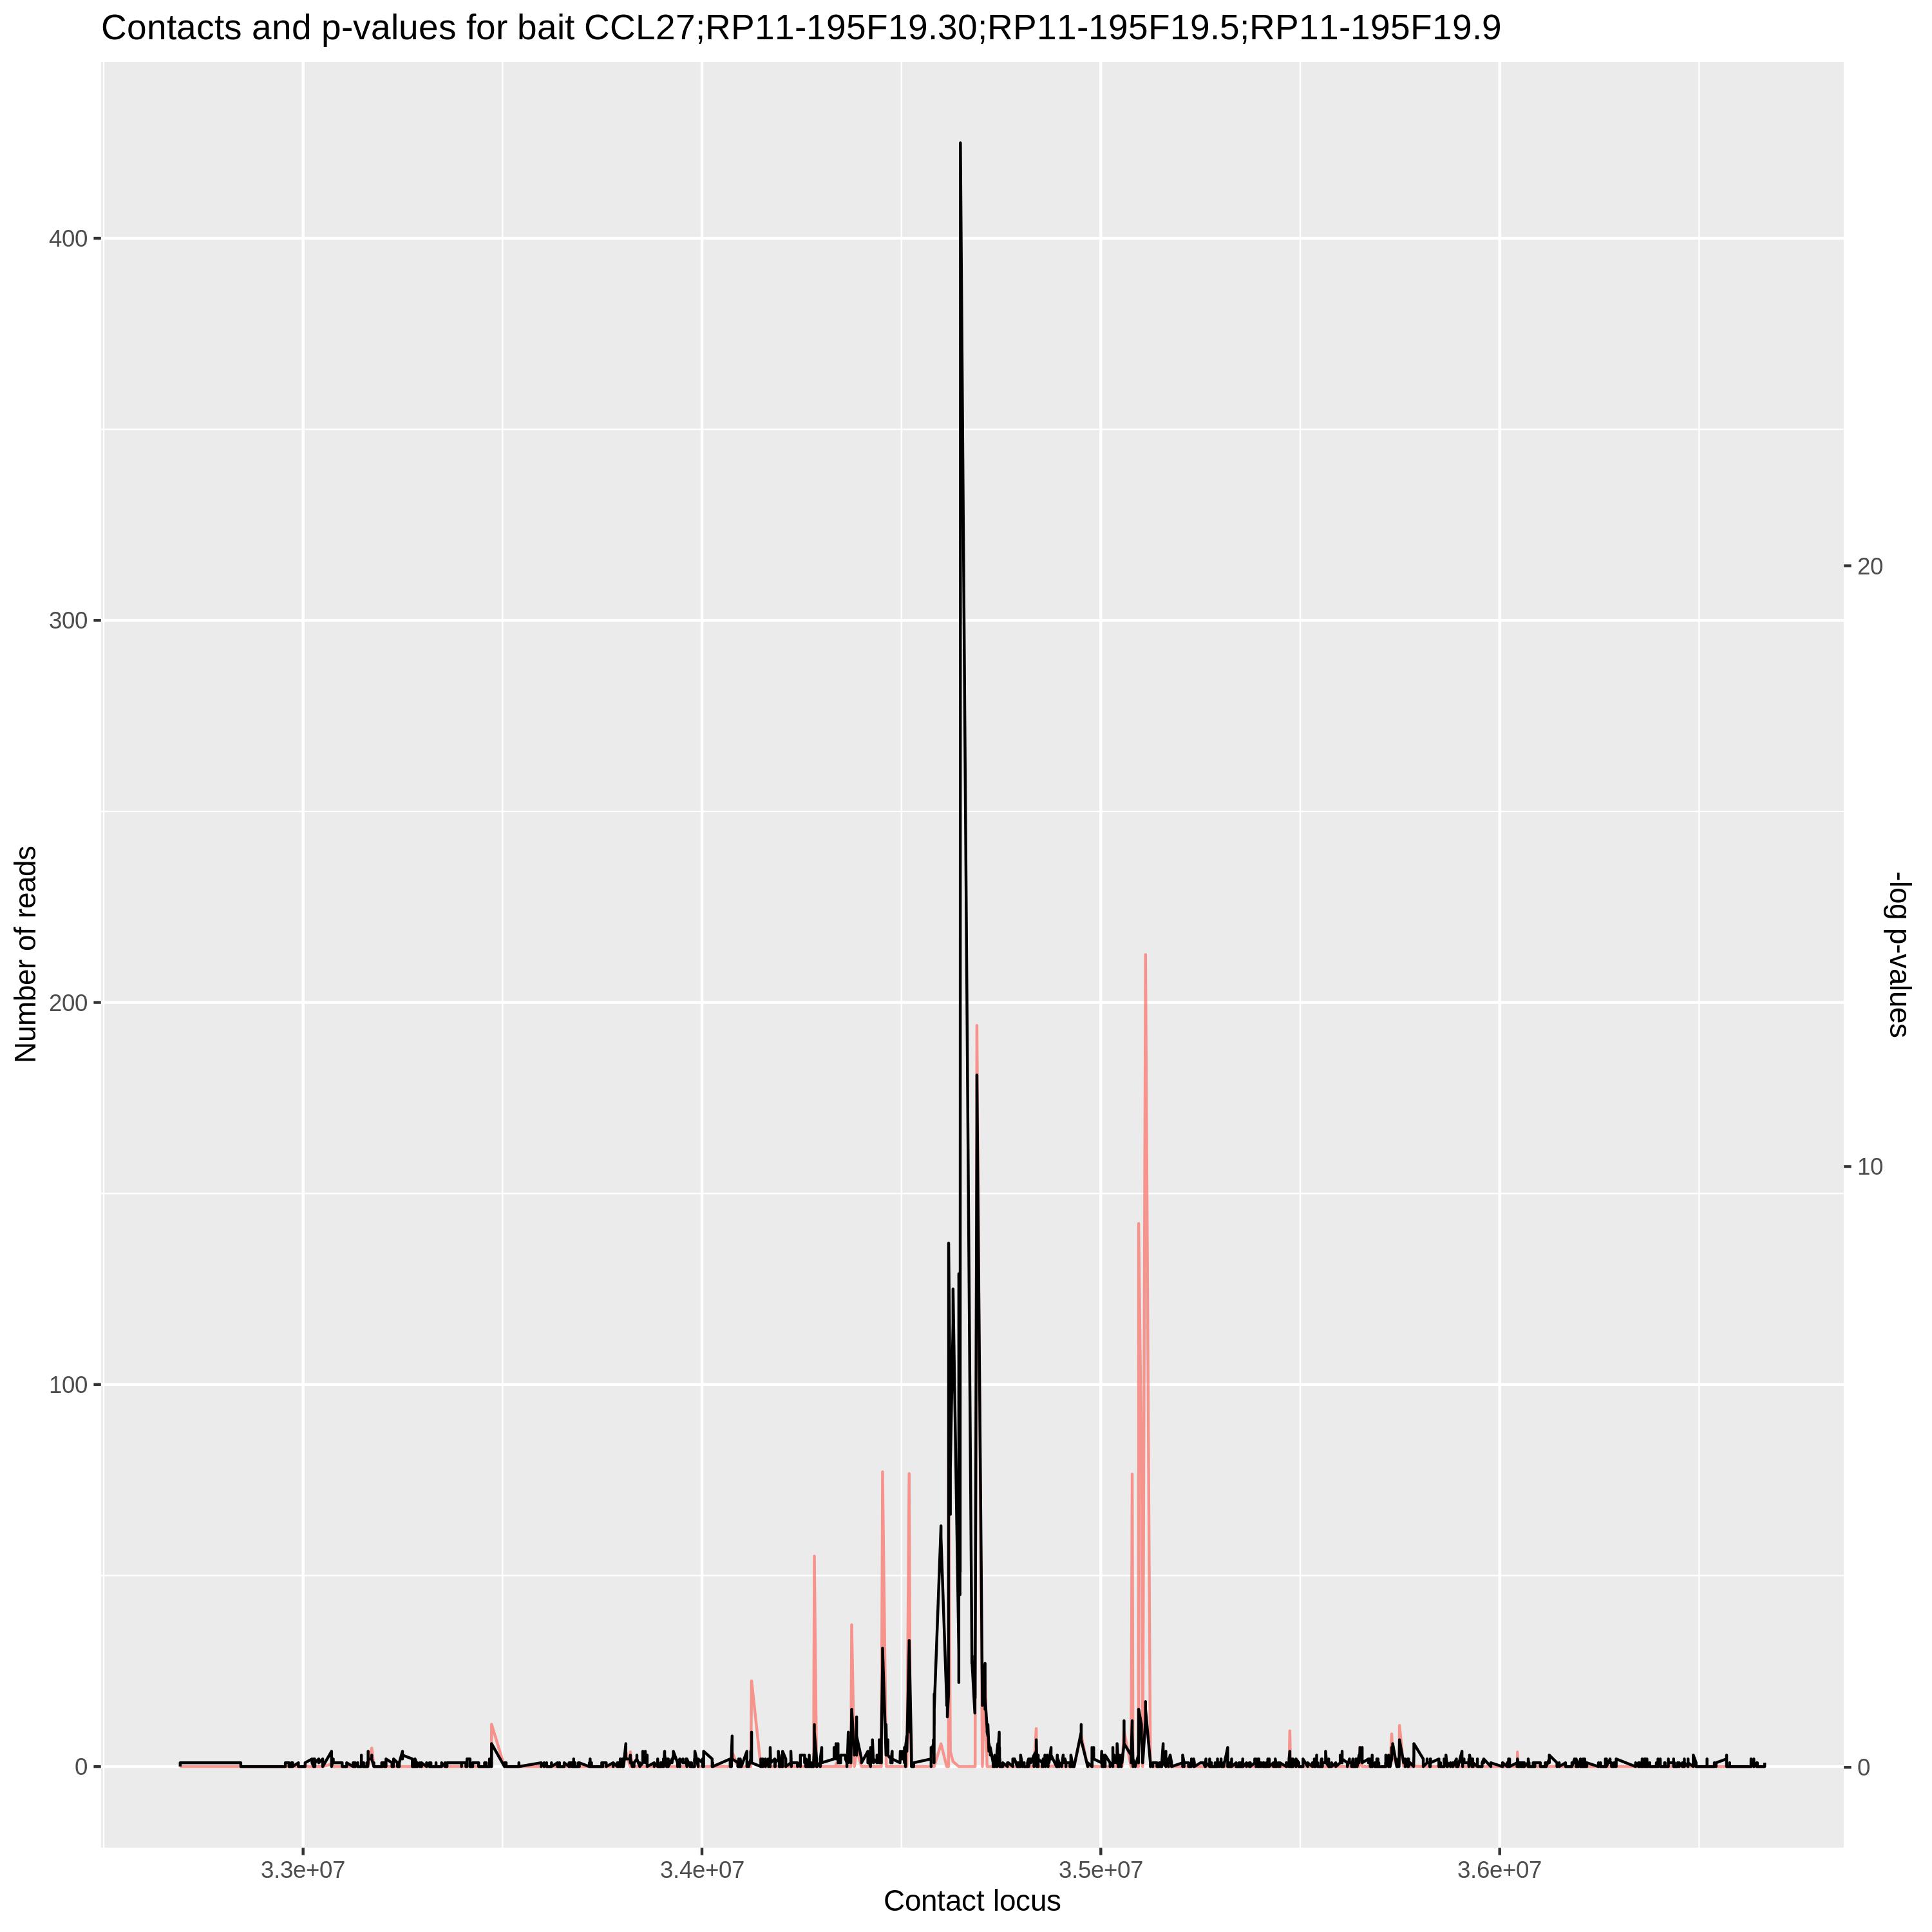 Contacts and p-values for bait CCL27;RP11-195F19.30;RP11-195F19.5;RP11-195F19.9
400
300
200
100
0
Number of reads
20
10
0
-log p-values
3.3e+07
3.4e+07
3.5e+07
3.6e+07
Contact locus